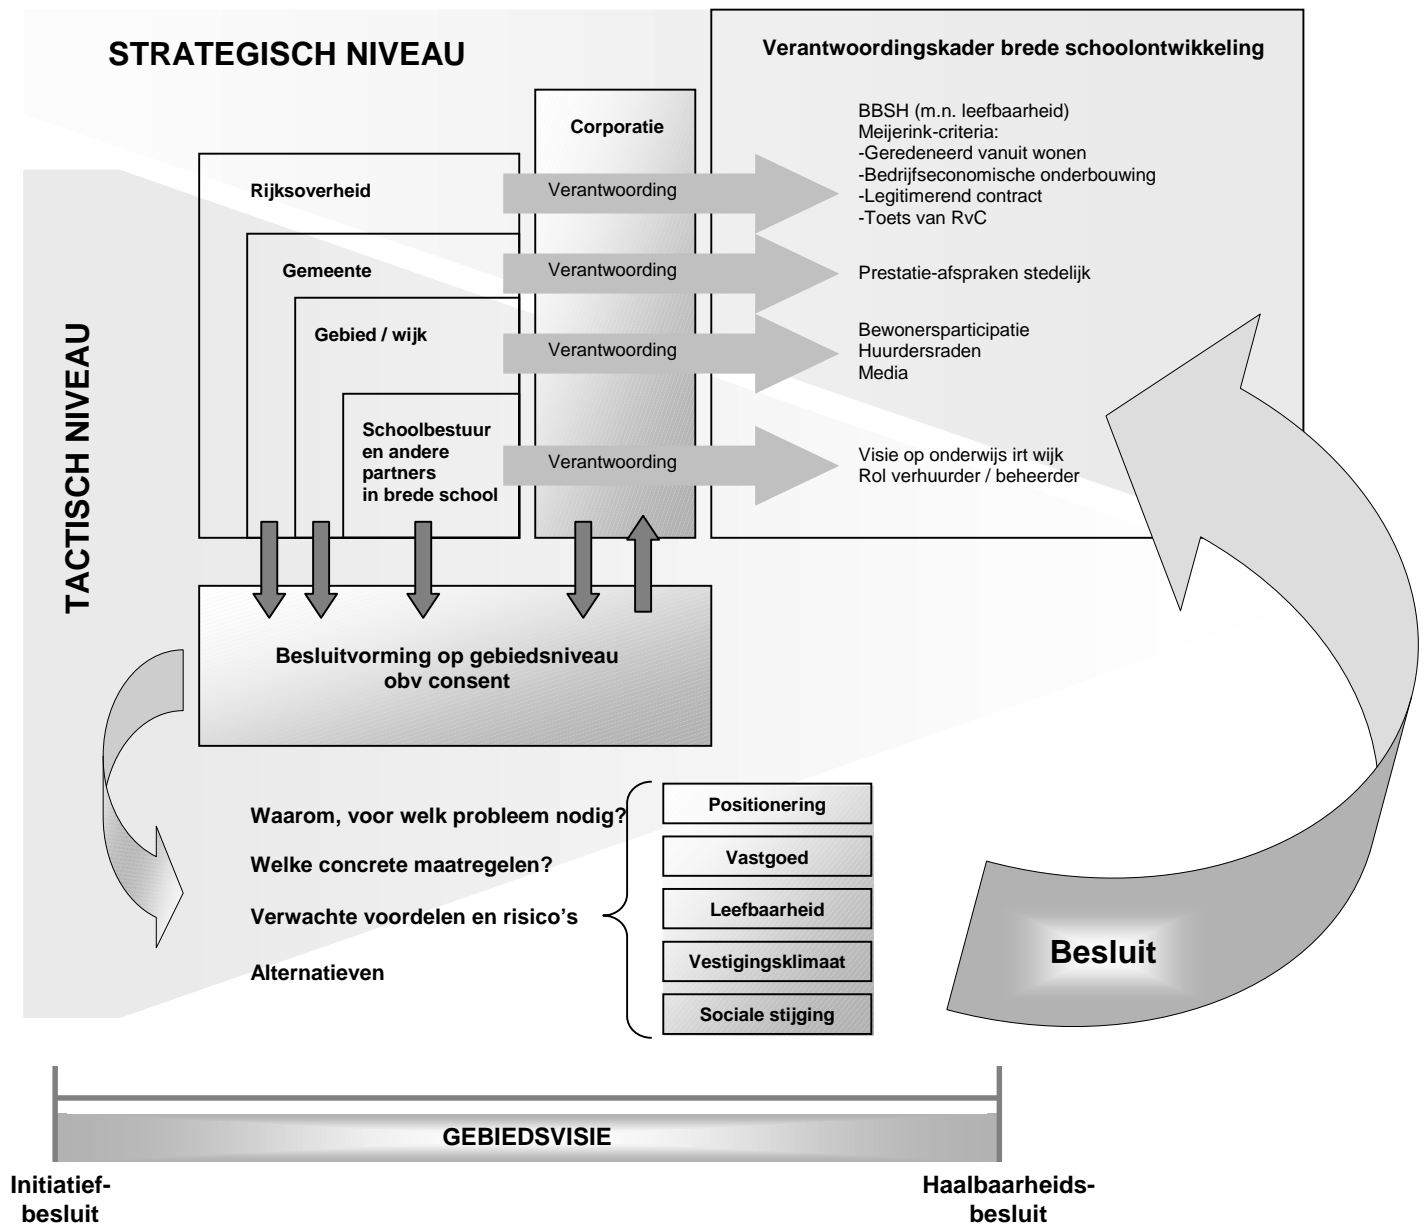 STRATEGISCH NIVEAU
Verantwoordingskader brede schoolontwikkeling
TACTISCH NIVEAU
Corporatie
Rijksoverheid
Verantwoording
BBSH (m.n. leefbaarheid)
Meijerink-criteria:
-Geredeneerd vanuit wonen
-Bedrijfseconomische onderbouwing
-Legitimerend contract
-Toets van RvC
Gemeente
Verantwoording
Prestatie-afspraken stedelijk
Gebied / wijk
Verantwoording
Bewonersparticipatie
Huurdersraden
Media
Schoolbestuur
en andere
partners
in brede school
Verantwoording
Visie op onderwijs irt wijk
Rol verhuurder / beheerder
Besluitvorming op gebiedsniveau
obv consent
Waarom, voor welk probleem nodig?
Welke concrete maatregelen?
Verwachte voordelen en risico’s
Alternatieven
Positionering
Vastgoed
Leefbaarheid
Vestigingsklimaat
Sociale stijging
Besluit
GEBIEDSVISIE
Initiatief-
besluit
Haalbaarheids-
besluit